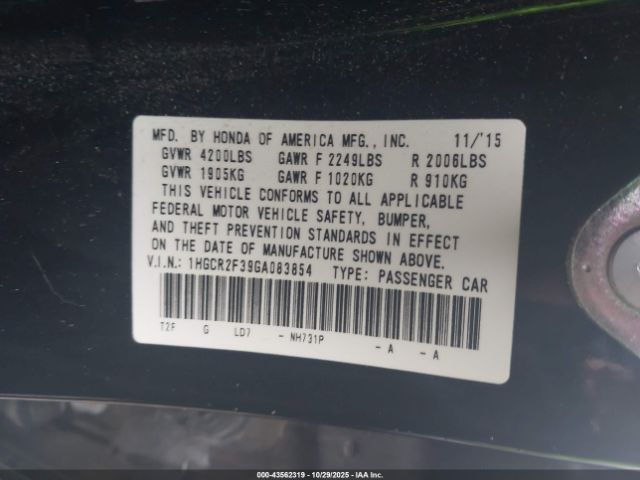 MFD. BY HONDA OF AMERICA MFG., INC. 11/'15
GVWR 4200LBS GAWR F 2249LBS R 2006LBS
GVWR 1905KG GAWR F 1020KG R 910KG
THIS VEHICLE CONFORMS TO ALL APPLICABLE
FEDERAL MOTOR VEHICLE SAFETY, BUMPER,
AND THEFT PREVENTION STANDARDS IN EFFECT
ON THE DATE OF MANUFACTURE SHOWN ABOVE.
V.I.N.: 1HGCR2F39GA083854 TYPE: PASSENGER CAR
T2F G LD7 - NH731P - A - A
000-43562319 | 10/29/2025 | IAA Inc.